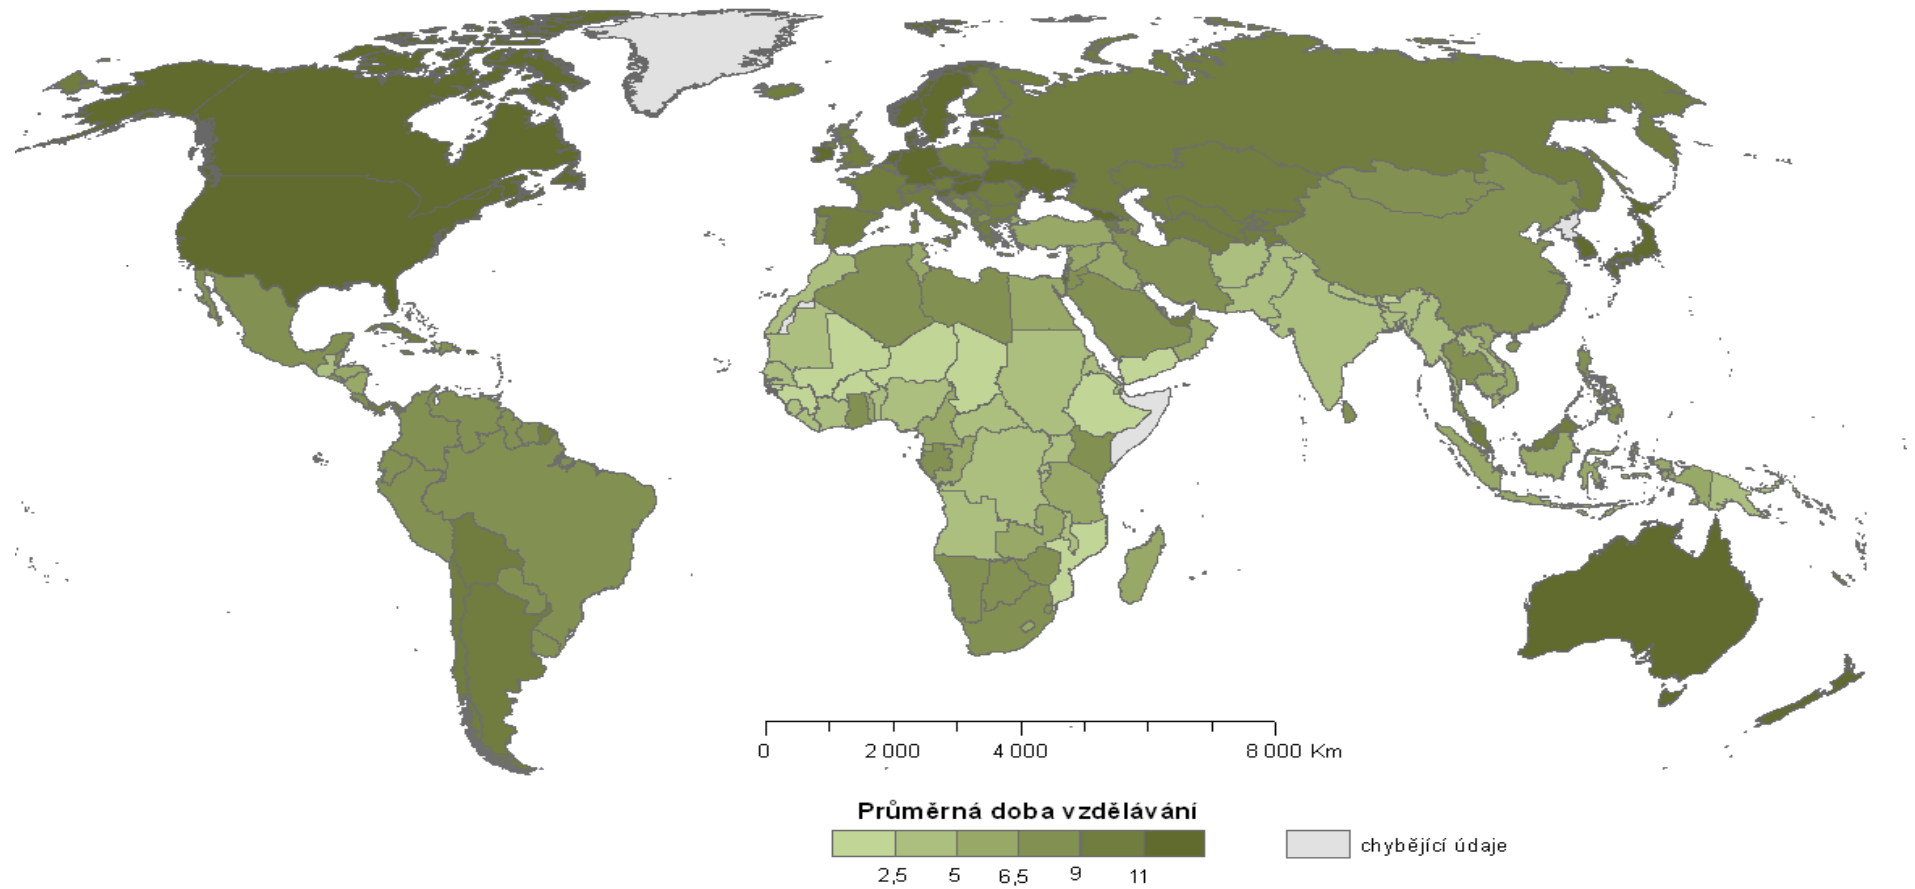 0 2 000 4 000 8 000 Km
Průměrná doba vzdělávání
2,5 5 6,5 9 11
chybějící údaje